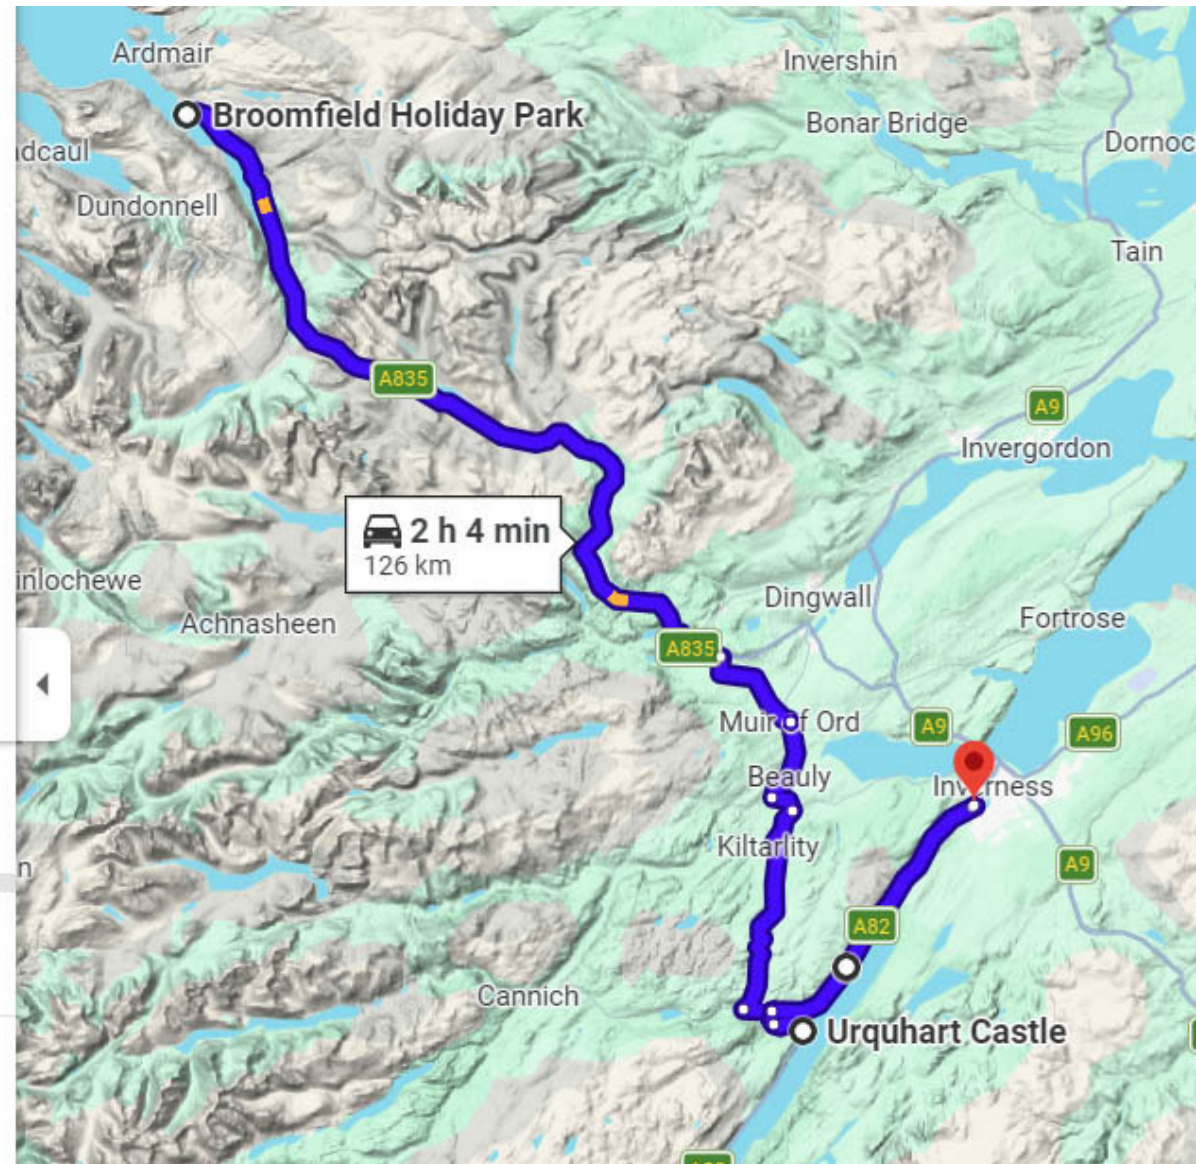 Ardmair
Invershin
Broomfield Holiday Park
Bonar Bridge
Dornoc
dcaul
Dundonnell
Tain
A835
A9
Invergordon
2 h 4 min
126 km
inlochewe
Dingwall
Achnasheen
Fortrose
A835
Muir of Ord
A9
A96
Beauly
Inverness
Kiltarlity
A9
n
A82
Cannich
Urquhart Castle